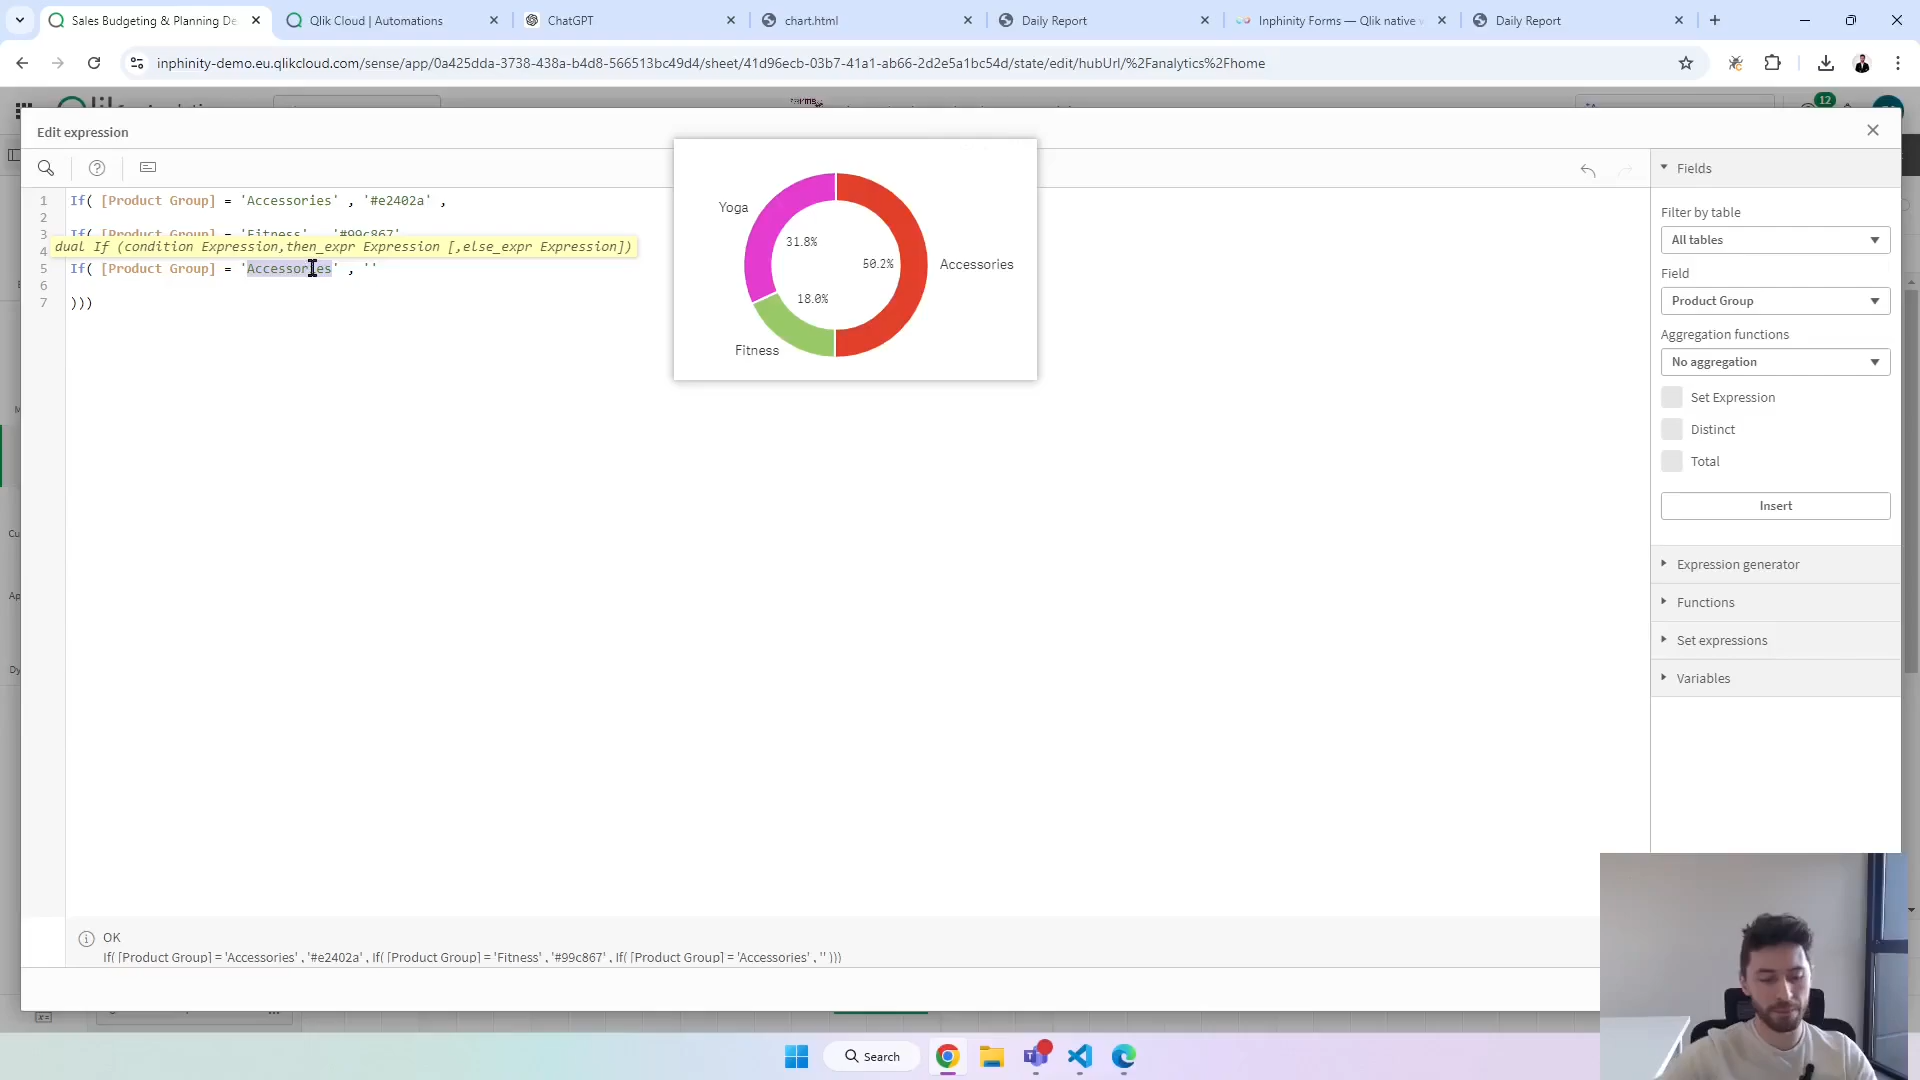 Sales Budgeting & Planning De
Qlik Cloud | Automations
ChatGPT
chart.html
Daily Report
Inphinity Forms — Qlik native v
Daily Report
inphinity-demo.eu.qlikcloud.com/sense/app/0a425dda-3738-438a-b4d8-566513bc49d4/sheet/41d96ecb-03b7-41a1-ab66-2d2e5a1bc54d/state/edit/hubUrl/%2Fanalytics%2Fhome
12
Edit expression
1 If( [Product Group] = 'Accessories' , '#e2402a' ,
2
3 If( [Product Group] = 'Fitness' , '#99c867'
4 dual If (condition Expression,then_expr Expression [,else_expr Expression])
5 If( [Product Group] = 'Accessories' , ''
6
7 )))
Yoga
31.8%
50.2%
Accessories
18.0%
Fitness
Fields
Filter by table
All tables
Field
Product Group
Aggregation functions
No aggregation
Set Expression
Distinct
Total
Insert
Expression generator
Functions
Set expressions
Variables
OK
If( [Product Group] = 'Accessories' , '#e2402a' , If( [Product Group] = 'Fitness' , '#99c867' , If( [Product Group] = 'Accessories' , '' )))
Search